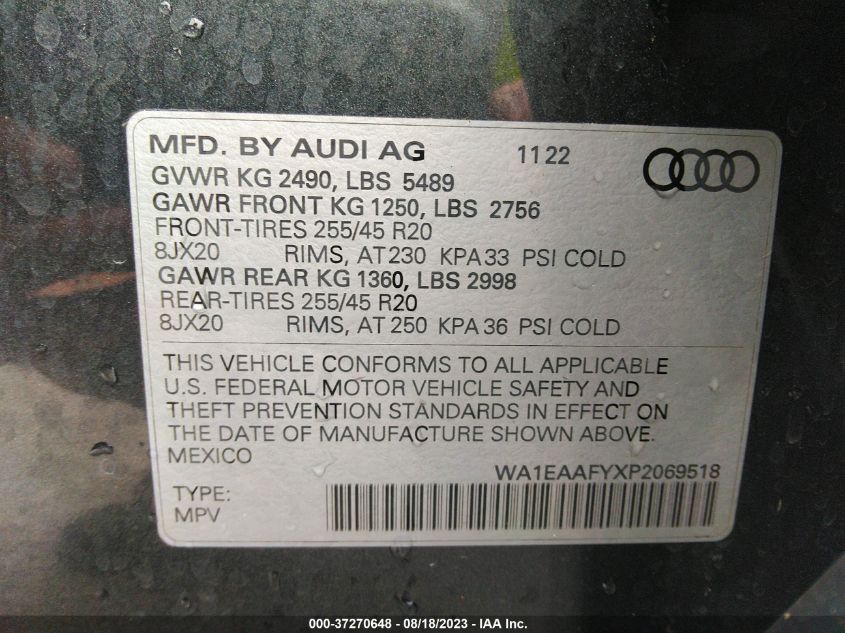 MFD. BY AUDI AG 11 22
GVWR KG 2490, LBS 5489
GAWR FRONT KG 1250, LBS 2756
FRONT-TIRES 255/45 R20
8JX20 RIMS, AT 230 KPA 33 PSI COLD
GAWR REAR KG 1360, LBS 2998
REAR-TIRES 255/45 R20
8JX20 RIMS, AT 250 KPA 36 PSI COLD
THIS VEHICLE CONFORMS TO ALL APPLICABLE
U.S. FEDERAL MOTOR VEHICLE SAFETY AND
THEFT PREVENTION STANDARDS IN EFFECT ON
THE DATE OF MANUFACTURE SHOWN ABOVE.
MEXICO
WA1EAAFYXP2069518
TYPE:
MPV
000-37270648 - 08/18/2023 - IAA Inc.